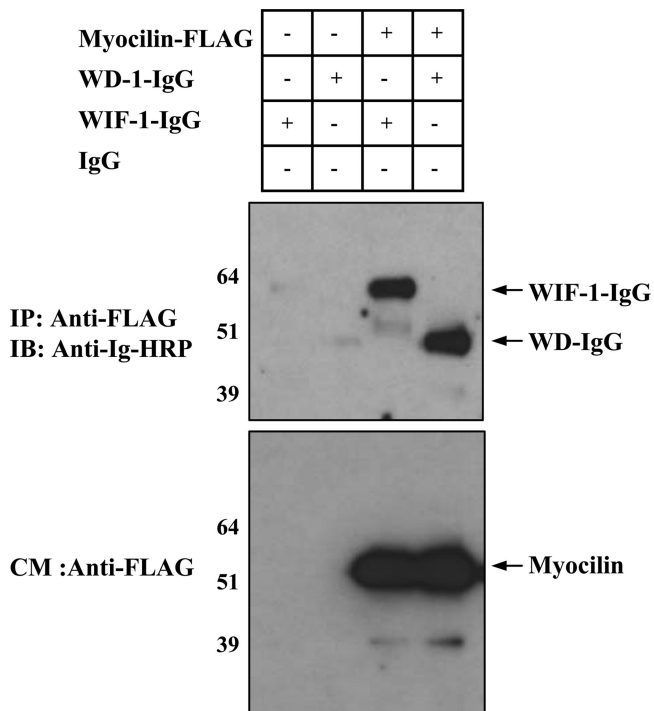 Myocilin-FLAG - - + +
WD-1-IgG - + - +
WIF-1-IgG + - + -
IgG - - - -
64
WIF-1-IgG
IP: Anti-FLAG
51
IB: Anti-Ig-HRP
WD-IgG
39
64
CM :Anti-FLAG
Myocilin
51
39